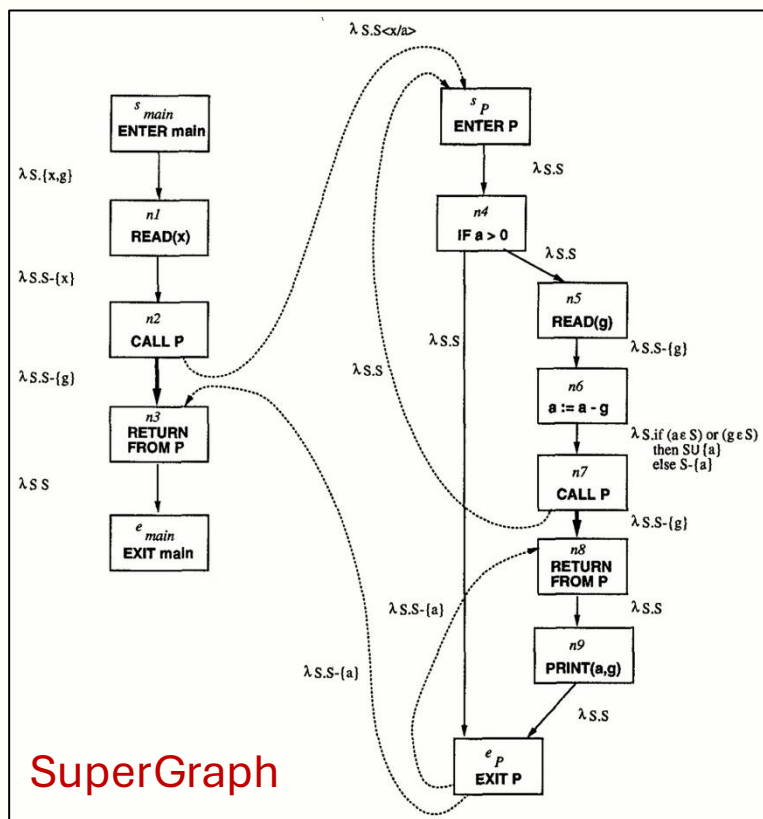 λ S.S<x/a>
s main
ENTER main
λ S.{x,g}
n1
READ(x)
λ S.S-{x}
n2
CALL P
λ S.S-{g}
n3
RETURN
FROM P
λ S S
e main
EXIT main
s P
ENTER P
λ S.S
n4
IF a > 0
λ S.S
n5
READ(g)
λ S.S
λ S.S
λ S.S-{g}
n6
a := a - g
λ S.if (a ε S) or (g ε S)
then S∪{a}
else S-{a}
n7
CALL P
λ S.S-{g}
n8
RETURN
FROM P
λ S.S-{a}
λ S.S
λ S.S-{a}
n9
PRINT(a,g)
λ S.S
e P
EXIT P
SuperGraph